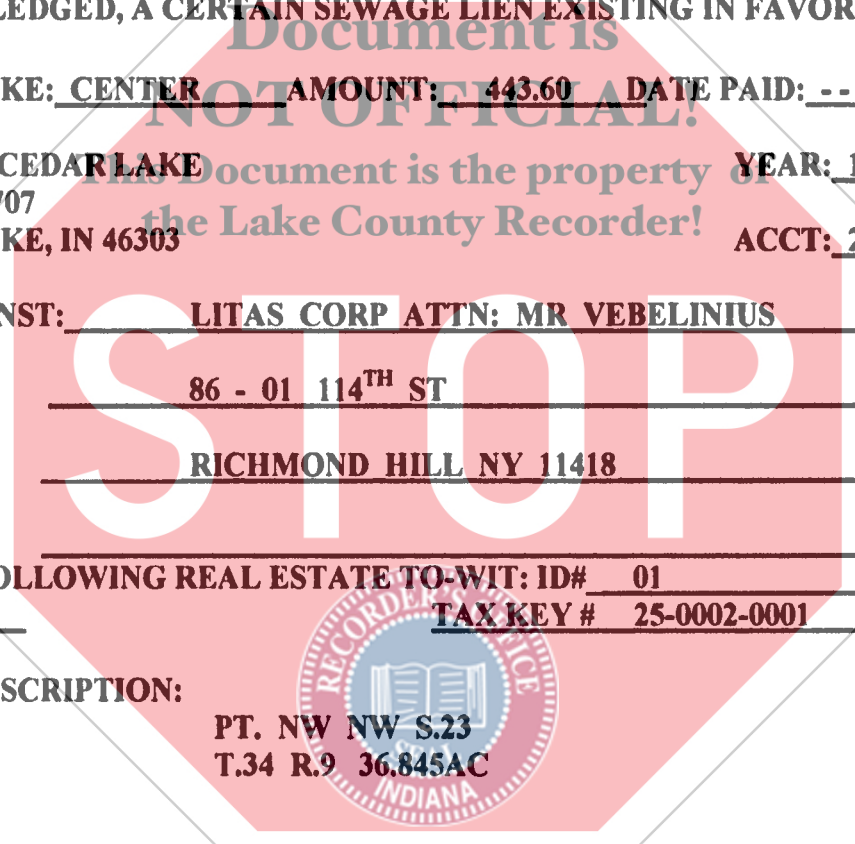 LEDGED, A CERTAIN SEWAGE LIEN EXISTING IN FAVOR
Document is
KE: CENTER AMOUNT: 443.60 DATE PAID: --
NOT OFFICIAL!
CEDAR LAKE YEAR: 1
This Document is the property of
707
the Lake County Recorder!
KE, IN 46303 ACCT: 2
NST: LITAS CORP ATTN: MR VEBELINIUS
STOP
86 - 01 114TH ST
RICHMOND HILL NY 11418
OLLOWING REAL ESTATE TO-WIT: ID# 01
TAX KEY # 25-0002-0001
RECORDER'S OFFICE
SCRIPTION:
PT. NW NW S.23
T.34 R.9 36.845AC
SEAL
INDIANA